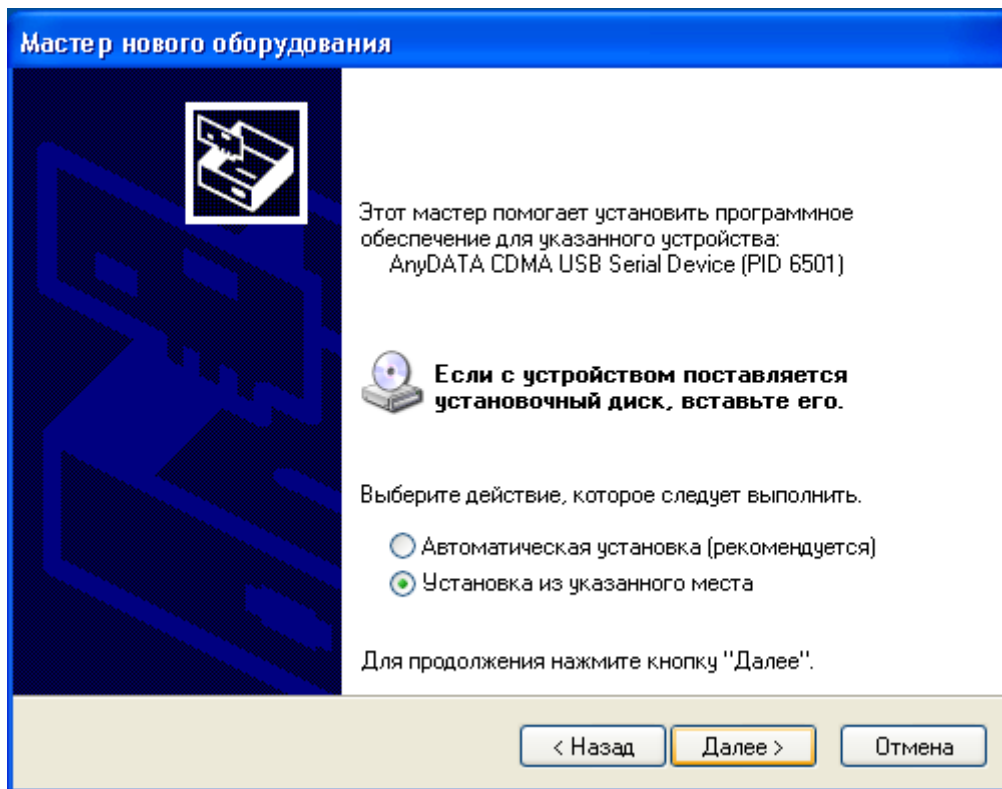 Мастер нового оборудования
Этот мастер помогает установить программное
обеспечение для указанного устройства:
AnyDATA CDMA USB Serial Device (PID 6501)
Если с устройством поставляется
установочный диск, вставьте его.
Выберите действие, которое следует выполнить.
Автоматическая установка (рекомендуется)
Установка из указанного места
Для продолжения нажмите кнопку "Далее".
< Назад
Далее >
Отмена